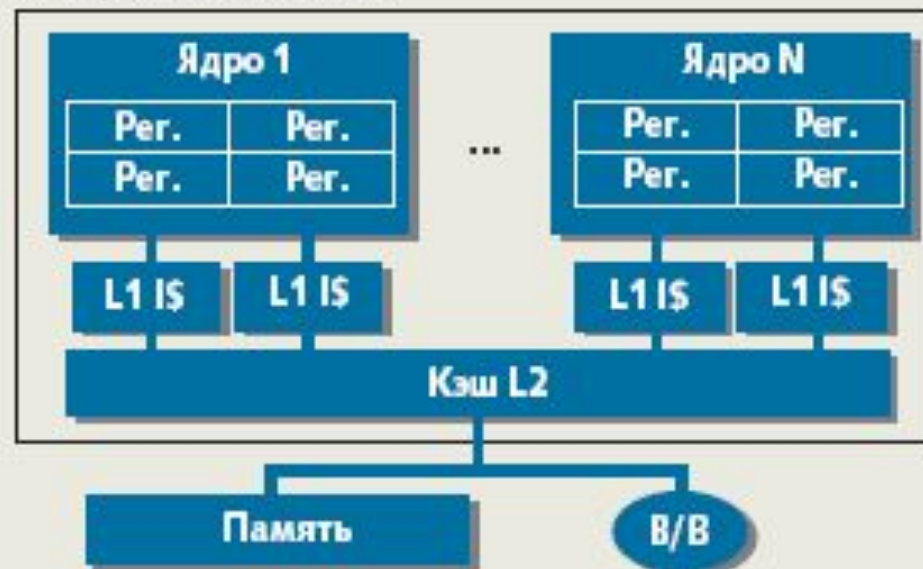 Ядро 1
Ядро N
Рег. Рег.
Рег. Рег.
...
Рег. Рег.
Рег. Рег.
L1 I$
L1 I$
L1 I$
L1 I$
Кэш L2
Память
В/В